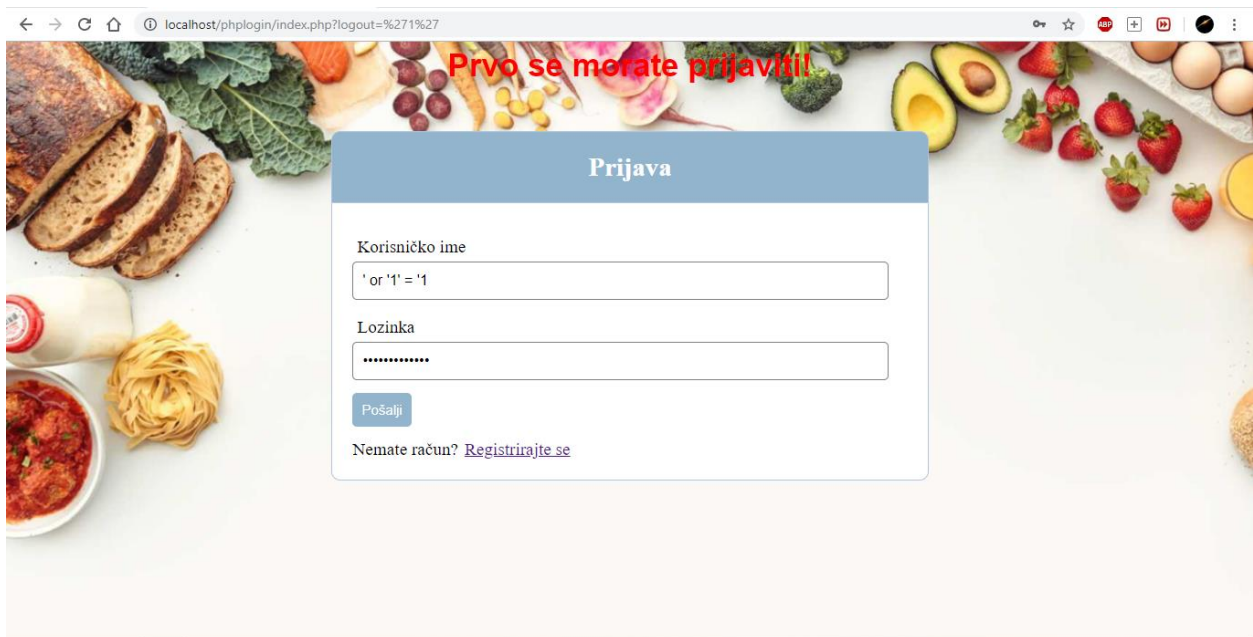 localhost/phplogin/index.php?logout=%271%27
ABP
Prvo se morate prijaviti!
Prijava
Korisničko ime
' or '1' = '1
Lozinka
•••••••••••••
Pošalji
Nemate račun? Registrirajte se